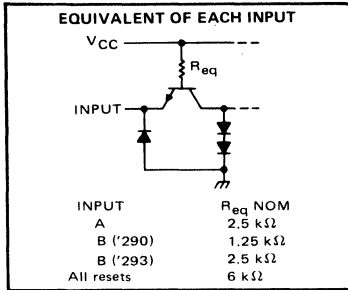 EQUIVALENT OF EACH INPUT
VCC
Req
INPUT
INPUT Req NOM
A 2.5 kΩ
B ('290) 1.25 kΩ
B ('293) 2.5 kΩ
All resets 6 kΩ